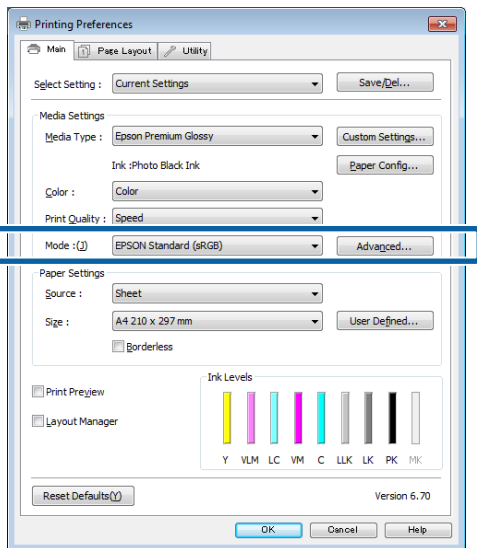 Printing Preferences
Main Page Layout Utility
Select Setting : Current Settings Save/Del...
Media Settings
Media Type : Epson Premium Glossy Custom Settings...
Ink :Photo Black Ink Paper Config...
Color : Color
Print Quality : Speed
Mode :(J) EPSON Standard (sRGB) Advanced...
Paper Settings
Source : Sheet
Size : A4 210 x 297 mm User Defined...
Borderless
Ink Levels
Print Preview
Layout Manager
Y VLM LC VM C LLK LK PK MK
Reset Defaults(Y) Version 6.70
OK Cancel Help